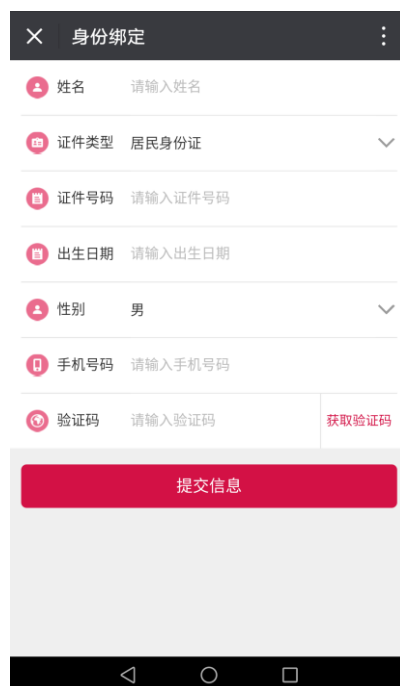 身份绑定
姓名 请输入姓名
证件类型 居民身份证
证件号码 请输入证件号码
出生日期 请输入出生日期
性别 男
手机号码 请输入手机号码
验证码 请输入验证码 获取验证码
提交信息